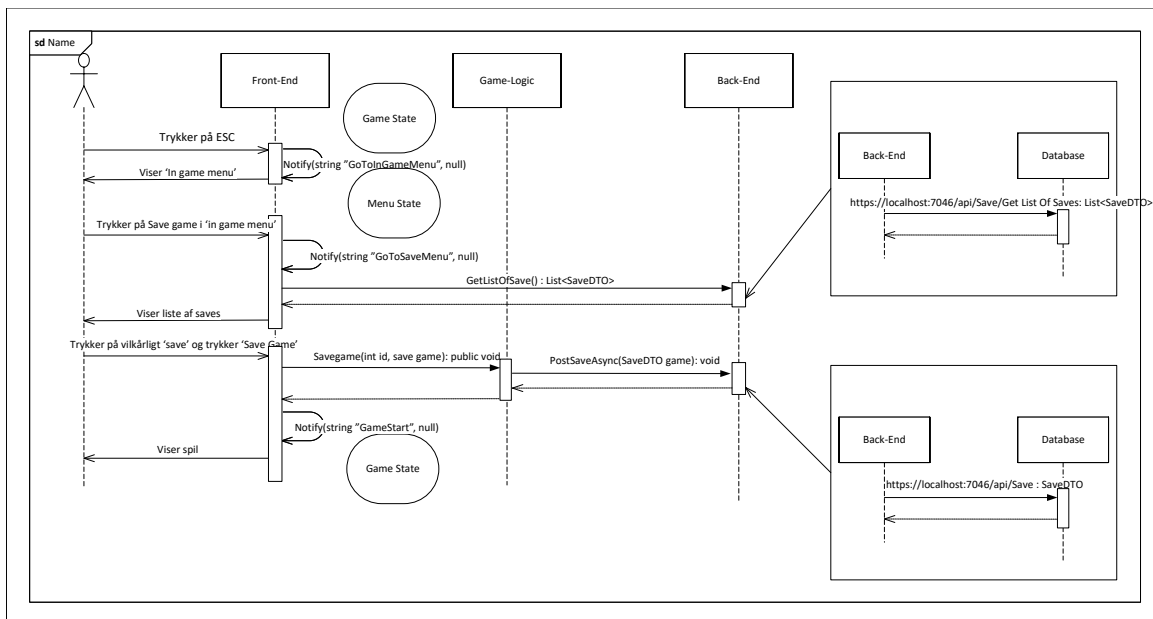 sd Name
Front-End
Game-Logic
Back-End
Game State
Trykker på ESC
Notify(string "GoToInGameMenu", null)
Viser ‘In game menu’
Menu State
Back-End
Database
https://localhost:7046/api/Save/Get List Of Saves: List<SaveDTO>
Trykker på Save game i ‘in game menu’
Notify(string "GoToSaveMenu", null)
GetListOfSave() : List<SaveDTO>
Viser liste af saves
Trykker på vilkårligt ‘save’ og trykker ‘Save Game’
Savegame(int id, save game): public void
PostSaveAsync(SaveDTO game): void
Notify(string "GameStart", null)
Viser spil
Game State
Back-End
Database
https://localhost:7046/api/Save : SaveDTO